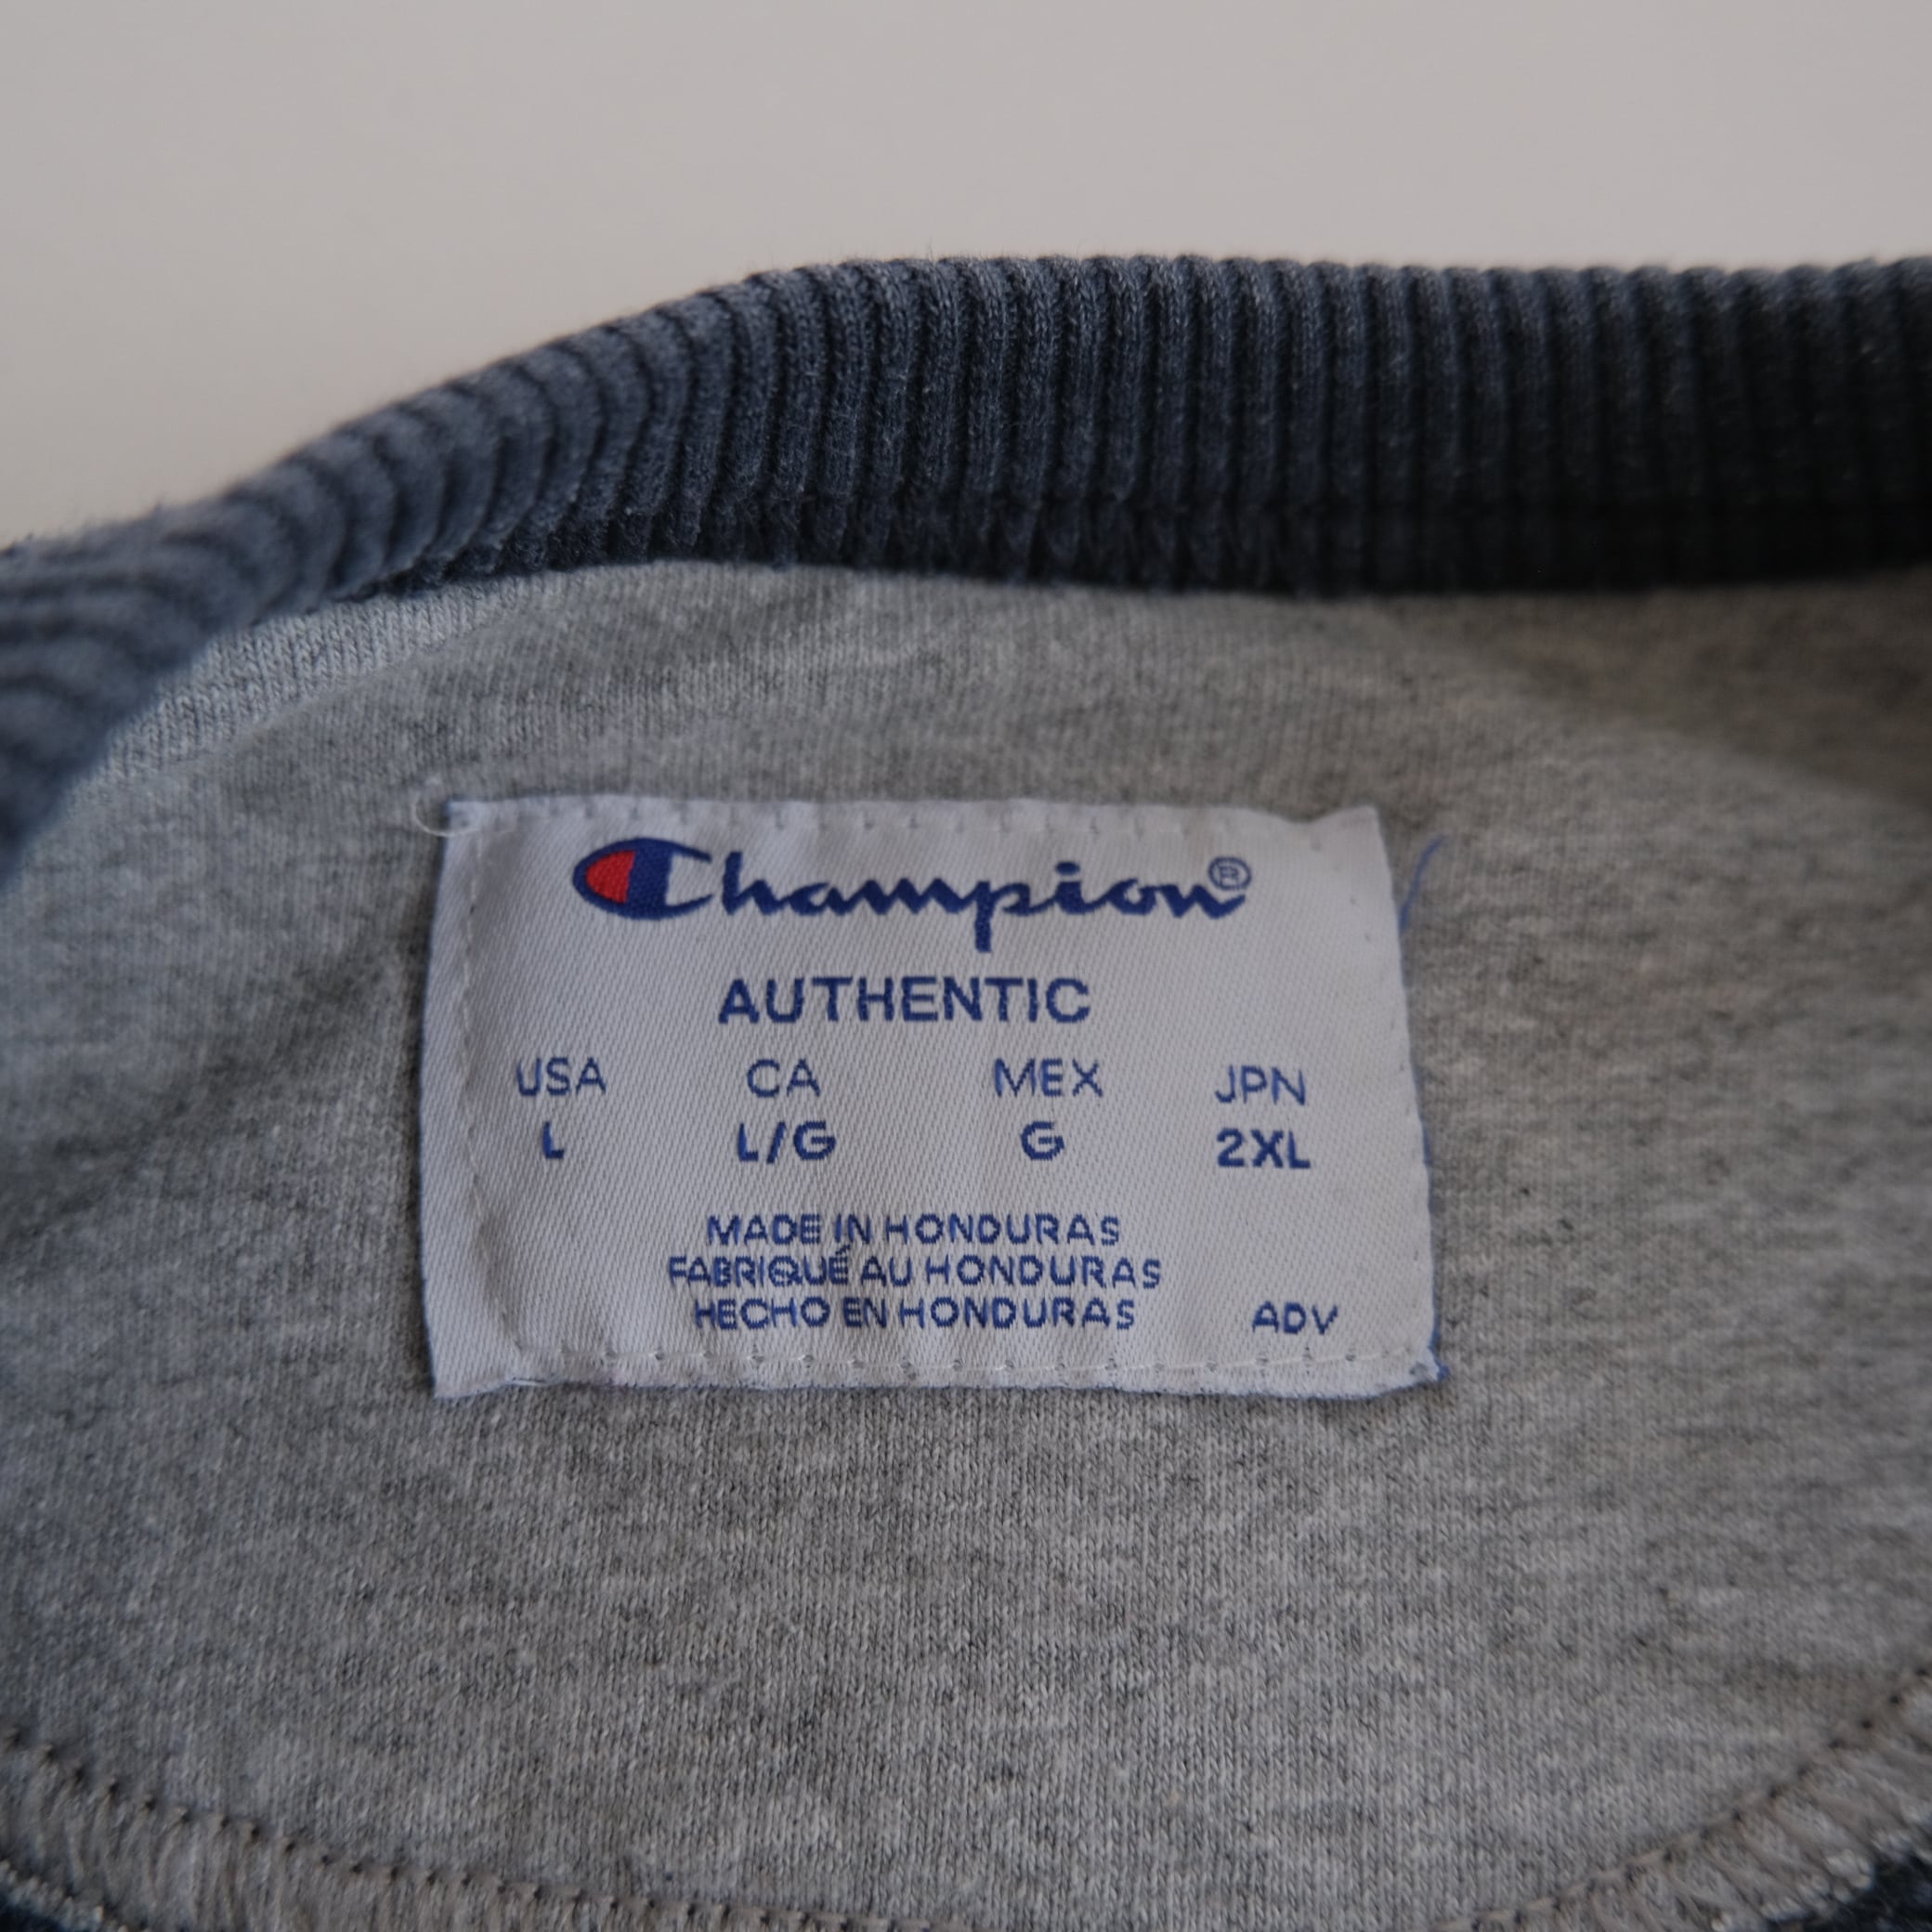 Champion®
AUTHENTIC
USA CA MEX JPN
L L/G G 2XL
MADE IN HONDURAS
FABRIQUÉ AU HONDURAS
HECHO EN HONDURAS ADV